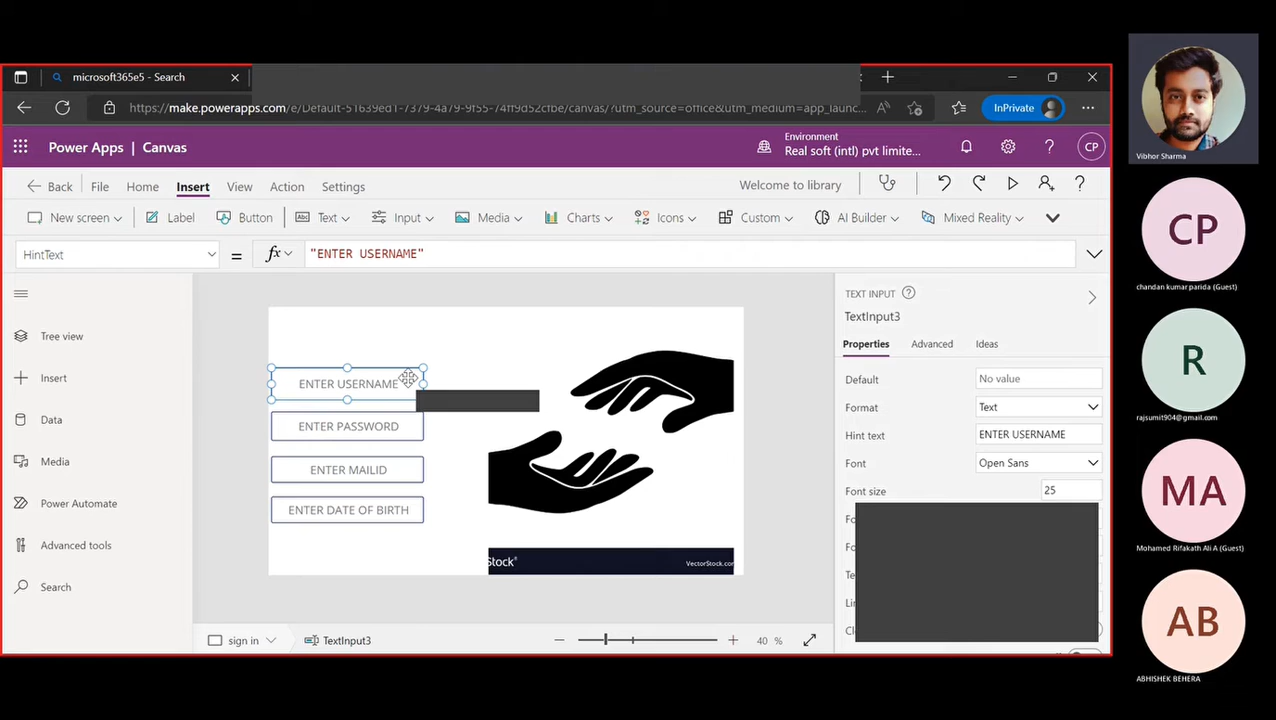 microsoft365e5 - Search
https://make.powerapps.com/e/Default-51639ed1-7379-4a79-9f55-74ff9d52cfbe/canvas/?utm_source=office&utm_medium=app_launc...
InPrivate
Power Apps | Canvas
Environment
Real soft (intl) pvt limite...
CP
Back File Home Insert View Action Settings
Welcome to library
New screen Label Button Text Input Media Charts Icons Custom AI Builder Mixed Reality
HintText = fx "ENTER USERNAME"
Tree view
Insert
Data
Media
Power Automate
Advanced tools
Search
ENTER USERNAME
ENTER PASSWORD
ENTER MAILID
ENTER DATE OF BIRTH
Stock®
VectorStock.com
sign in
TextInput3
40 %
TEXT INPUT
TextInput3
Properties Advanced Ideas
Default No value
Format Text
Hint text ENTER USERNAME
Font Open Sans
Font size 25
Vibhor Sharma
CP
chandan kumar parida (Guest)
R
rajsumit904@gmail.com
MA
Mohamed Rifakath Ali A (Guest)
AB
ABHISHEK BEHERA